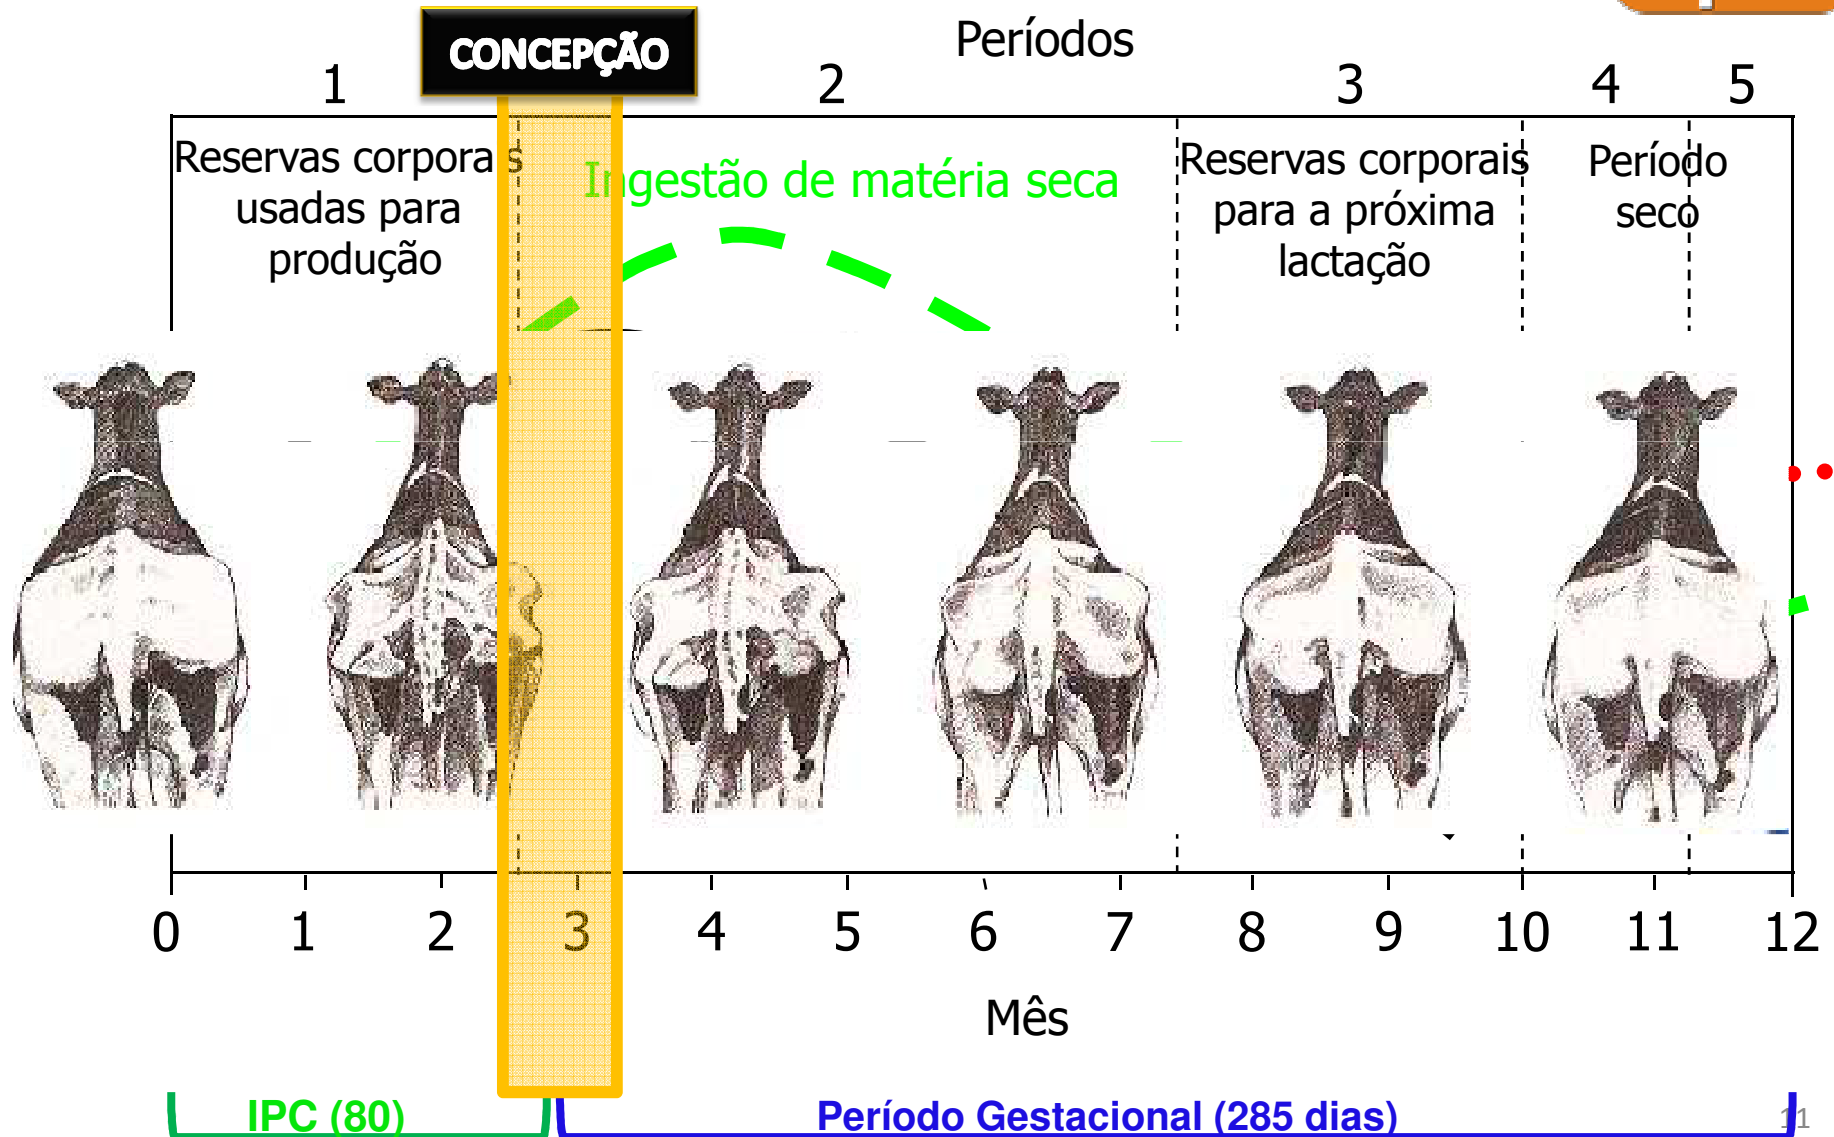 CONCEPÇÃO
Períodos
1
2
3
4
5
Reservas corporais
usadas para
produção
Ingestão de matéria seca
Reservas corporais
para a próxima
lactação
Período
seco
0 1 2 3 4 5 6 7 8 9 10 11 12
Mês
IPC (80)
Período Gestacional (285 dias)
11